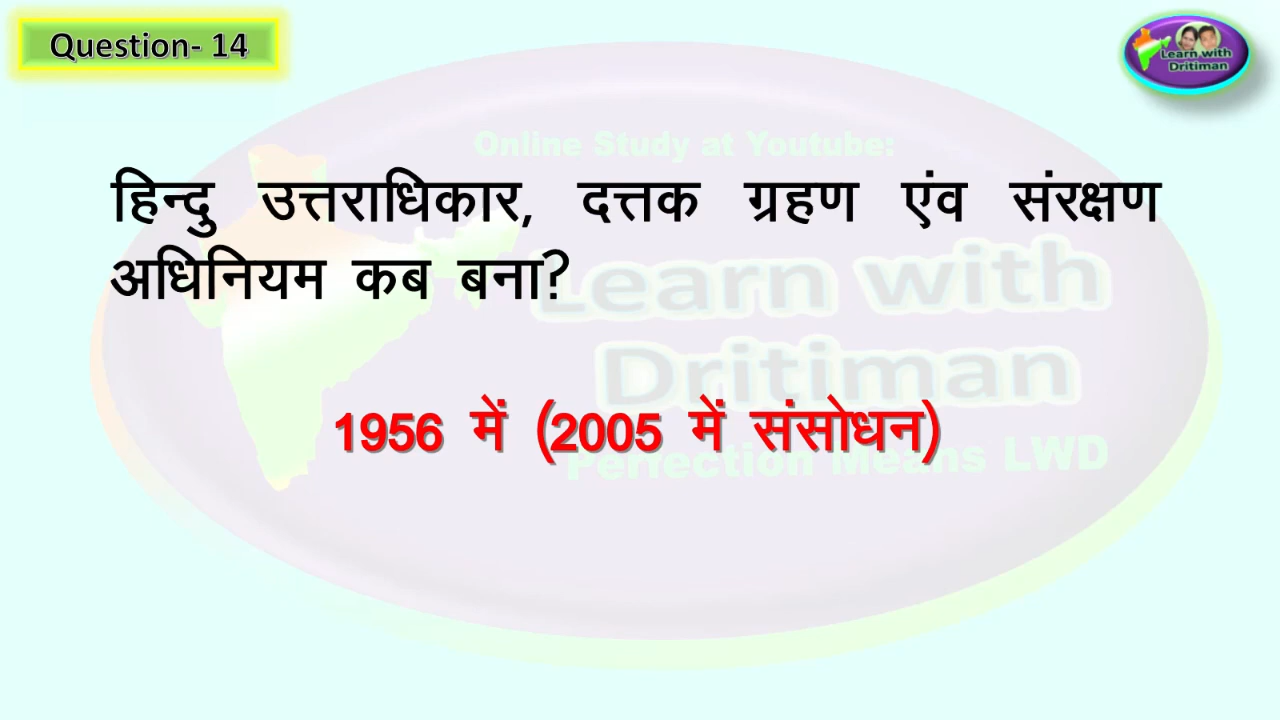 Question- 14
Learn with
Dritiman
Online Study at Youtube:
हिन्दु उत्तराधिकार, दत्तक ग्रहण एंव संरक्षण
अधिनियम कब बना?
Learn with
Dritiman
1956 में (2005 में संसोधन)
Perfection Means LWD